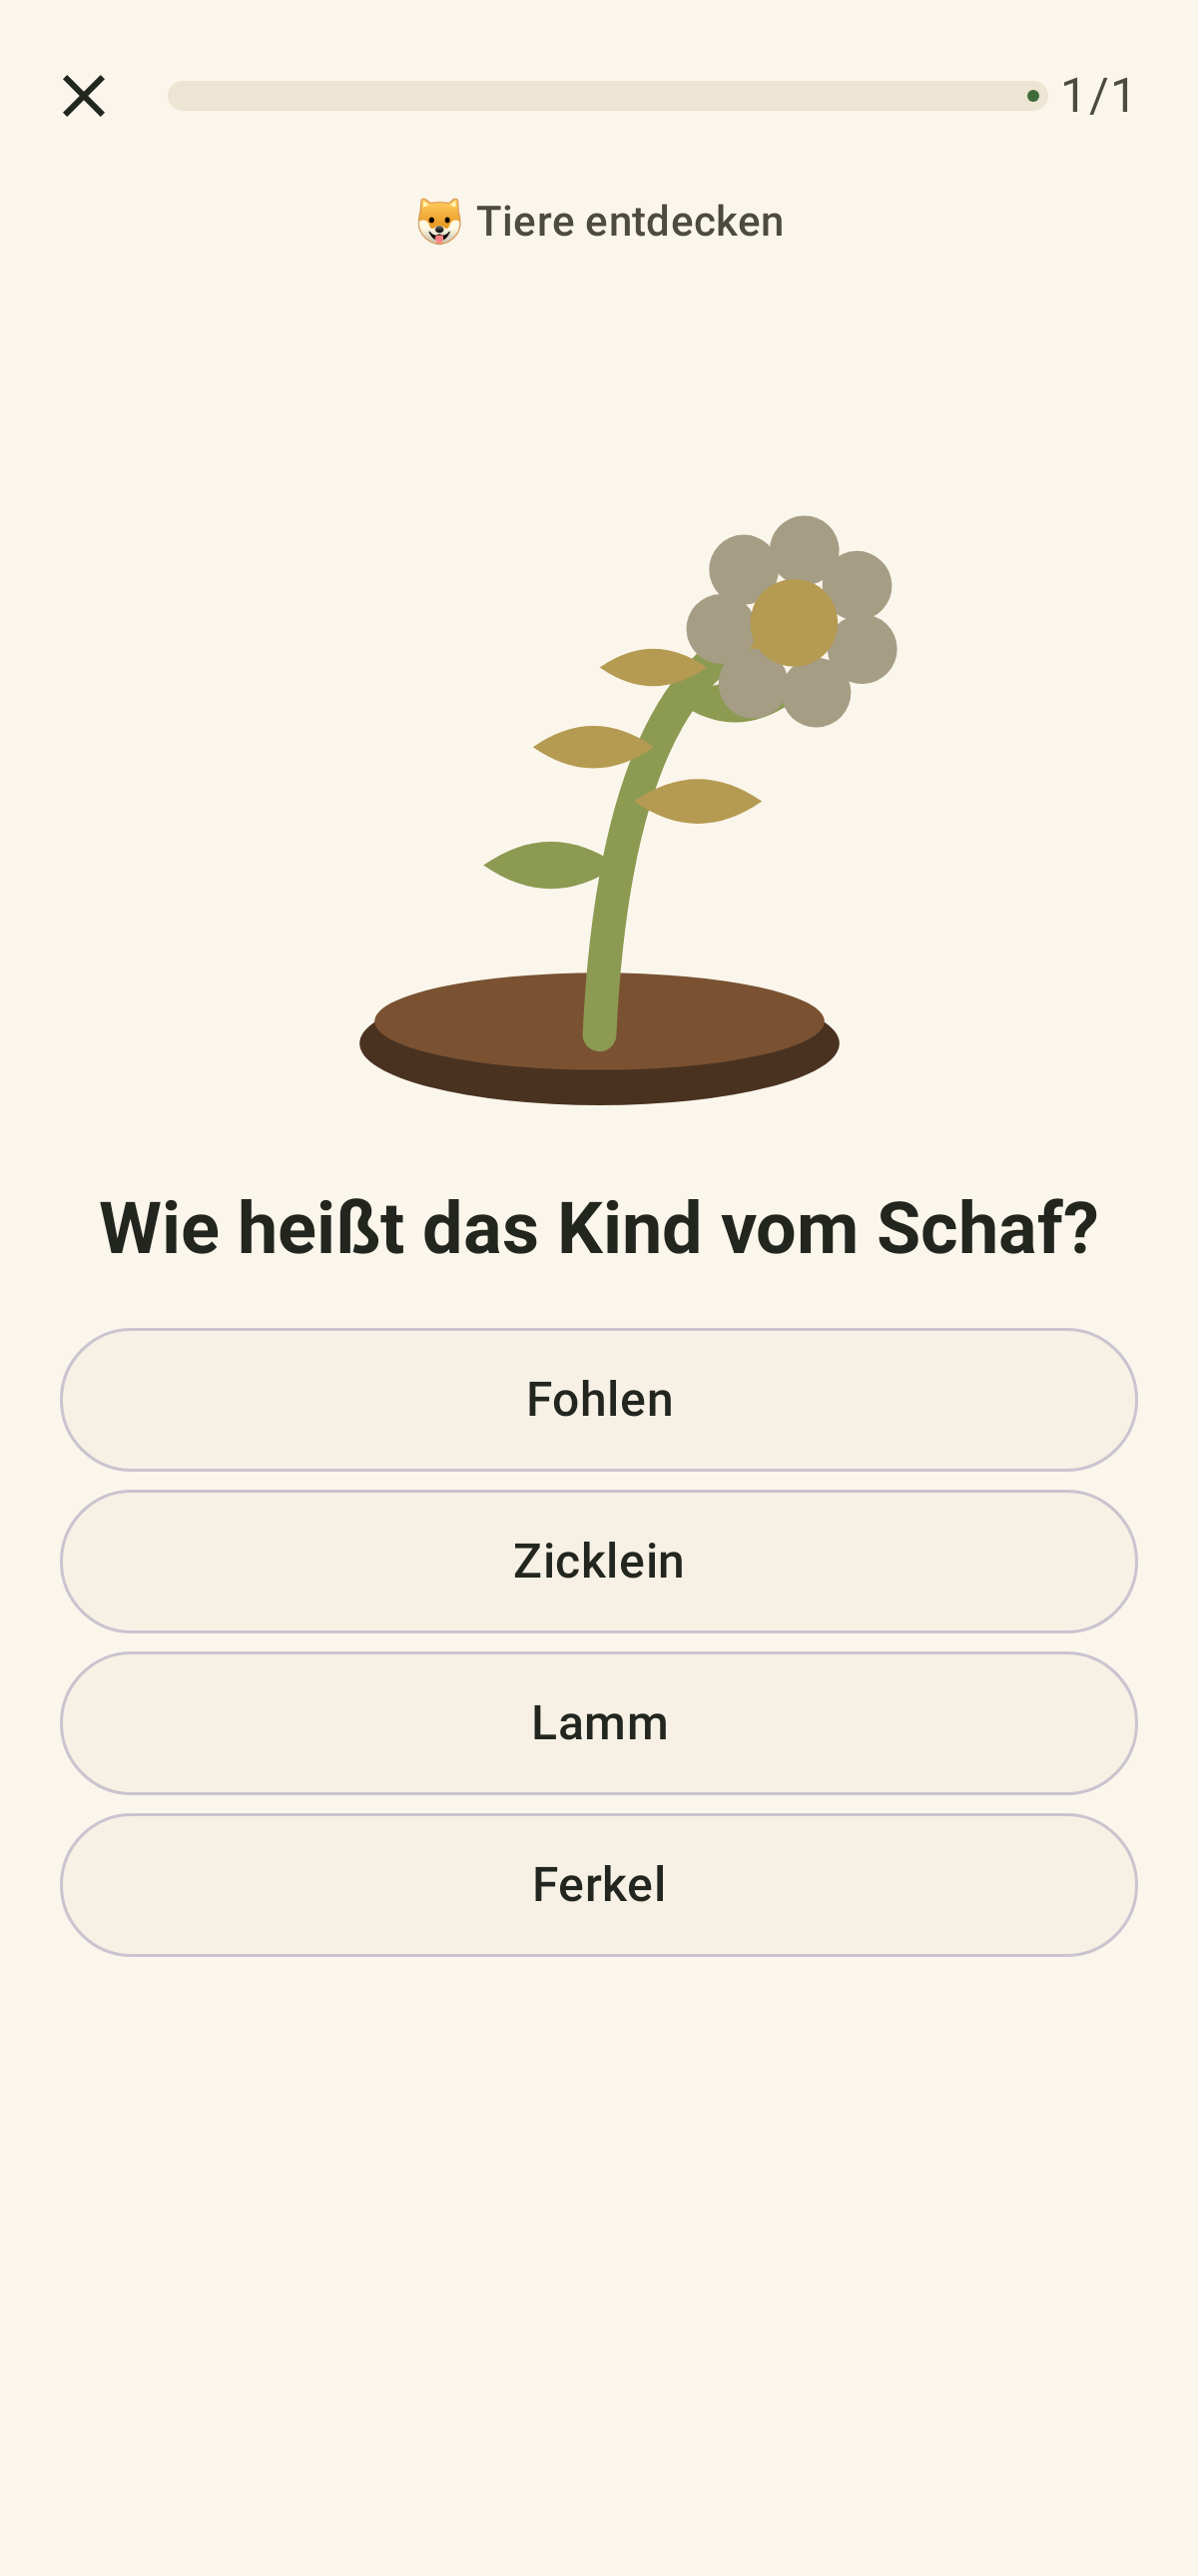 1/1
Tiere entdecken
Wie heißt das Kind vom Schaf?
Fohlen
Zicklein
Lamm
Ferkel